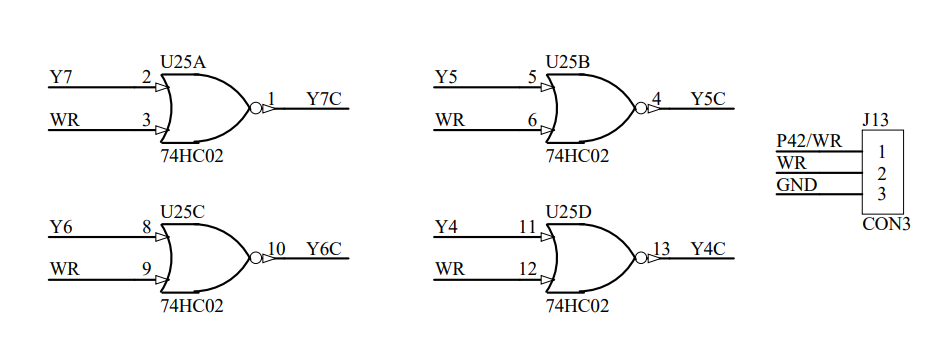 U25A
Y7 2
1 Y7C
WR 3
74HC02
U25B
Y5 5
4 Y5C
WR 6
74HC02
J13
P42/WR 1
WR 2
GND 3
CON3
U25C
Y6 8
10 Y6C
WR 9
74HC02
U25D
Y4 11
13 Y4C
WR 12
74HC02